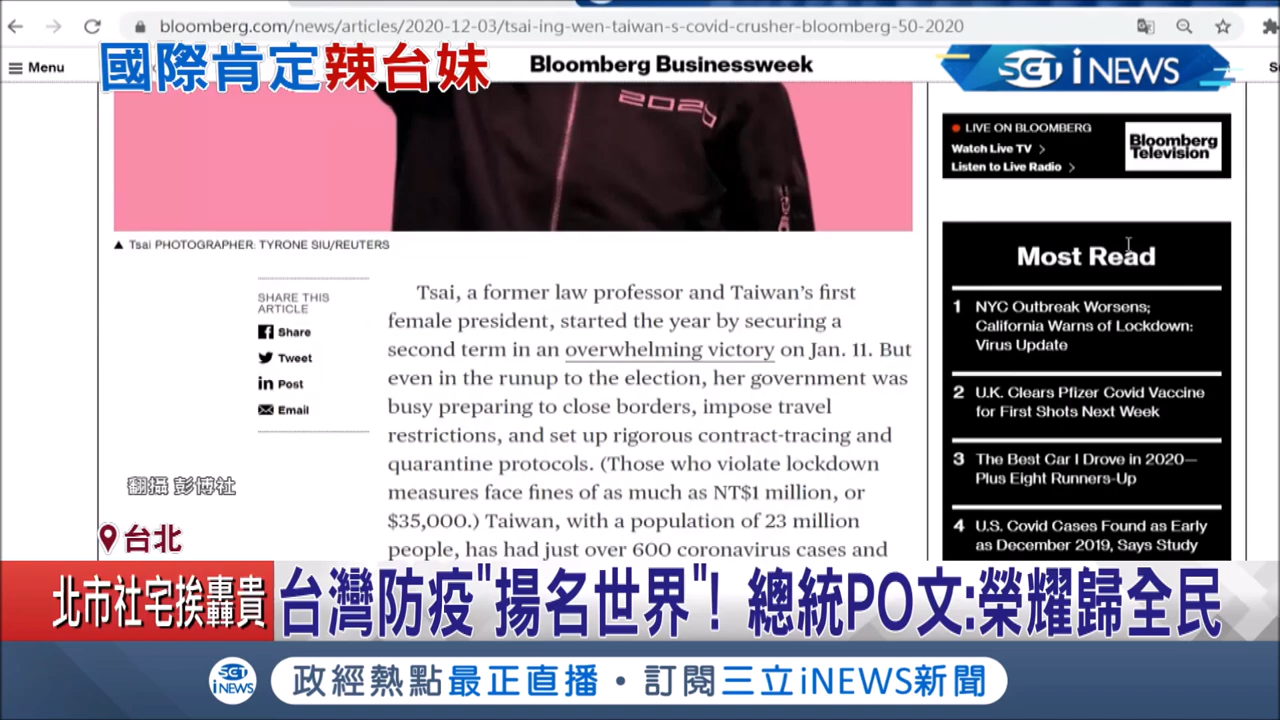 bloomberg.com/news/articles/2020-12-03/tsai-ing-wen-taiwan-s-covid-crusher-bloomberg-50-2020
國際肯定辣台妹
Menu
Bloomberg Businessweek
SET iNEWS
2020
LIVE ON BLOOMBERG
Watch Live TV
Listen to Live Radio
Bloomberg Television
▲ Tsai PHOTOGRAPHER: TYRONE SIU/REUTERS
SHARE THIS
ARTICLE
Share
Tweet
Post
Email
Tsai, a former law professor and Taiwan's first
female president, started the year by securing a
second term in an overwhelming victory on Jan. 11. But
even in the runup to the election, her government was
busy preparing to close borders, impose travel
restrictions, and set up rigorous contract-tracing and
quarantine protocols. (Those who violate lockdown
measures face fines of as much as NT$1 million, or
$35,000.) Taiwan, with a population of 23 million
people, has had just over 600 coronavirus cases and
Most Read
1 NYC Outbreak Worsens;
California Warns of Lockdown:
Virus Update
2 U.K. Clears Pfizer Covid Vaccine
for First Shots Next Week
3 The Best Car I Drove in 2020—
Plus Eight Runners-Up
4 U.S. Covid Cases Found as Early
as December 2019, Says Study
翻攝 彭博社
台北
北市社宅挨轟貴
台灣防疫"揚名世界"! 總統PO文:榮耀歸全民
SET iNEWS
政經熱點最正直播・訂閱三立iNEWS新聞